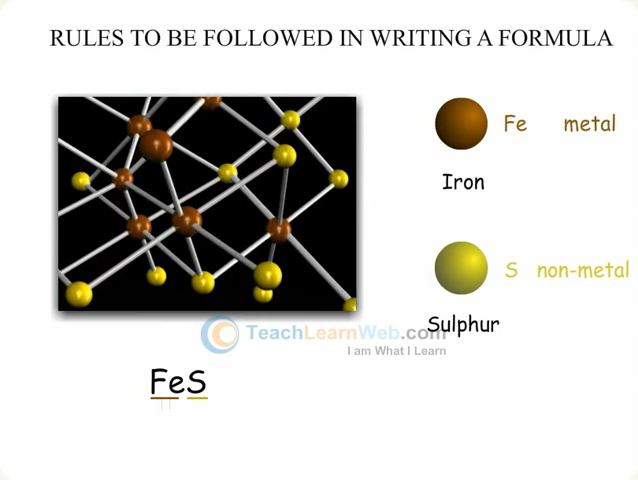 RULES TO BE FOLLOWED IN WRITING A FORMULA
Fe metal
Iron
S non-metal
Sulphur
TeachLearnWeb.com
I am What I Learn
FeS